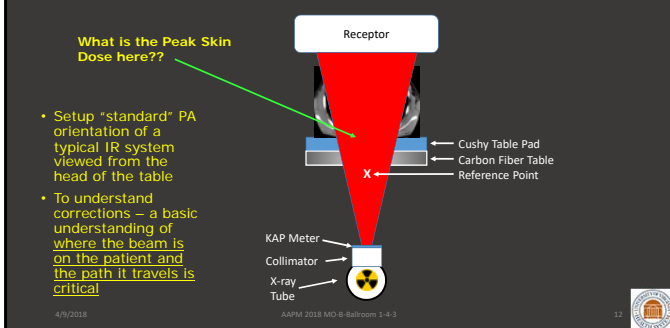 Receptor
What is the Peak Skin
Dose here??
• Setup “standard” PA
orientation of a
typical IR system
viewed from the
head of the table
• To understand
corrections – a basic
understanding of
where the beam is
on the patient and
the path it travels is
critical
Cushy Table Pad
Carbon Fiber Table
X
Reference Point
KAP Meter
Collimator
X-ray
Tube
4/9/2018
AAPM 2018 MO-B-Ballroom 1-4-3
12